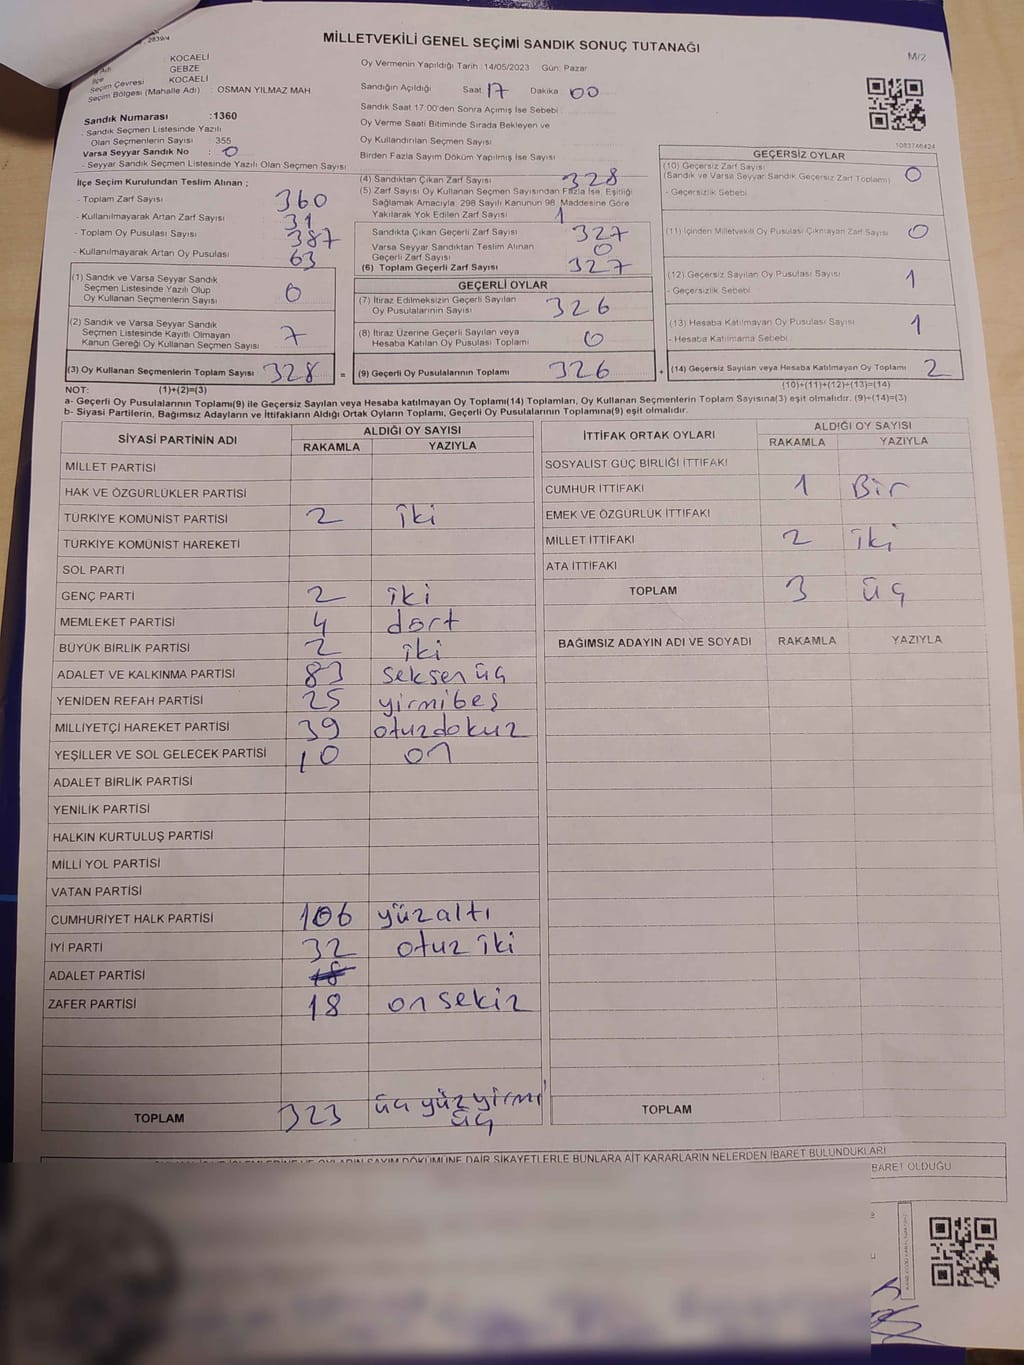 2839/4
MİLLETVEKİLİ GENEL SEÇİMİ SANDIK SONUÇ TUTANAĞI
M/2
: KOCAELİ
Adı : GEBZE
İlçe
Seçim Çevresi : KOCAELİ
Seçim Bölgesi (Mahalle Adı) : OSMAN YILMAZ MAH
Sandık Numarası :1360
- Sandık Seçmen Listesinde Yazılı
Olan Seçmenlerin Sayısı : 355
Varsa Seyyar Sandık No : 0
- Seyyar Sandık Seçmen Listesinde Yazılı Olan Seçmen Sayısı
Oy Vermenin Yapıldığı Tarih : 14/05/2023 Gün: Pazar
Sandığın Açıldığı Saat 17 Dakika 00
Sandık Saat 17:00'den Sonra Açımış İse Sebebi
Oy Verme Saati Bitiminde Sırada Bekleyen ve
Oy Kullandırılan Seçmen Sayısı
Birden Fazla Sayım Döküm Yapılmış İse Sayısı
1083746424
İlçe Seçim Kurulundan Teslim Alınan ;
- Toplam Zarf Sayısı 360
- Kullanılmayarak Artan Zarf Sayısı 31
- Toplam Oy Pusulası Sayısı 387
- Kullanılmayarak Artan Oy Pusulası 63
(1) Sandık ve Varsa Seyyar Sandık
Seçmen Listesinde Yazılı Olup
Oy Kullanan Seçmenlerin Sayısı 0
(2) Sandık ve Varsa Seyyar Sandık
Seçmen Listesinde Kayıtlı Olmayan
Kanun Gereği Oy Kullanan Seçmen Sayısı 7
(3) Oy Kullanan Seçmenlerin Toplam Sayısı 328 =
(4) Sandıktan Çıkan Zarf Sayısı 328
(5) Zarf Sayısı Oy Kullanan Seçmen Sayısından Fazla İse, Eşitliği
Sağlamak Amacıyla, 298 Sayılı Kanunun 98. Maddesine Göre
Yakılarak Yok Edilen Zarf Sayısı 1
Sandıkta Çıkan Geçerli Zarf Sayısı 327
Varsa Seyyar Sandıktan Teslim Alınan
Geçerli Zarf Sayısı 0
(6) Toplam Geçerli Zarf Sayısı 327
GEÇERLİ OYLAR
(7) İtiraz Edilmeksizin Geçerli Sayılan
Oy Pusulalarının Sayısı 326
(8) İtiraz Üzerine Geçerli Sayılan veya
Hesaba Katılan Oy Pusulası Toplamı 0
(9) Geçerli Oy Pusulalarının Toplamı 326 +
GEÇERSİZ OYLAR
(10) Geçersiz Zarf Sayısı
(Sandık ve Varsa Seyyar Sandık Geçersiz Zarf Toplamı) 0
- Geçersizlik Sebebi
(11) İçinden Milletvekili Oy Pusulası Çıkmayan Zarf Sayısı 0
(12) Geçersiz Sayılan Oy Pusulası Sayısı 1
- Geçersizlik Sebebi
(13) Hesaba Katılmayan Oy Pusulası Sayısı 1
- Hesaba Katılmama Sebebi
(14) Geçersiz Sayılan veya Hesaba Katılmayan Oy Toplamı 2
NOT: (1)+(2)=(3) (10)+(11)+(12)+(13)=(14)
a- Geçerli Oy Pusulalarının Toplamı(9) ile Geçersiz Sayılan veya Hesaba Katılmayan Oy Toplamı(14) Toplamları, Oy Kullanan Seçmenlerin Toplam Sayısına(3) eşit olmalıdır. (9)+(14)=(3)
b- Siyasi Partilerin, Bağımsız Adayların ve İttifakların Aldığı Ortak Oyların Toplamı, Geçerli Oy Pusulalarının Toplamına(9) eşit olmalıdır.
SİYASİ PARTİNİN ADI ALDIĞI OY SAYISI
RAKAMLA YAZIYLA
MİLLET PARTİSİ
HAK VE ÖZGÜRLÜKLER PARTİSİ
TÜRKİYE KOMÜNİST PARTİSİ 2 iki
TÜRKİYE KOMÜNİST HAREKETİ
SOL PARTİ
GENÇ PARTİ 2 iki
MEMLEKET PARTİSİ 4 dört
BÜYÜK BİRLİK PARTİSİ 2 iki
ADALET VE KALKINMA PARTİSİ 83 seksen üç
YENİDEN REFAH PARTİSİ 25 yirmibeş
MİLLİYETÇİ HAREKET PARTİSİ 39 otuzdokuz
YEŞİLLER VE SOL GELECEK PARTİSİ 10 on
ADALET BİRLİK PARTİSİ
YENİLİK PARTİSİ
HALKIN KURTULUŞ PARTİSİ
MİLLİ YOL PARTİSİ
VATAN PARTİSİ
CUMHURİYET HALK PARTİSİ 106 yüzaltı
İYİ PARTİ 32 otuz iki
ADALET PARTİSİ 18
ZAFER PARTİSİ 18 on sekiz
TOPLAM 323 üç yüz yirmi
üç
İTTİFAK ORTAK OYLARI ALDIĞI OY SAYISI
RAKAMLA YAZIYLA
SOSYALİST GÜÇ BİRLİĞİ İTTİFAKI
CUMHUR İTTİFAKI 1 Bir
EMEK VE ÖZGÜRLÜK İTTİFAKI
MİLLET İTTİFAKI 2 iki
ATA İTTİFAKI
TOPLAM 3 üç
BAĞIMSIZ ADAYIN ADI VE SOYADI RAKAMLA YAZIYLA
TOPLAM
OYLARIN SAYIM DÖKÜMÜNE DAİR ŞİKAYETLERLE BUNLARA AİT KARARLARIN NELERDEN İBARET BULUNDUKLARI
BARET OLDUĞU